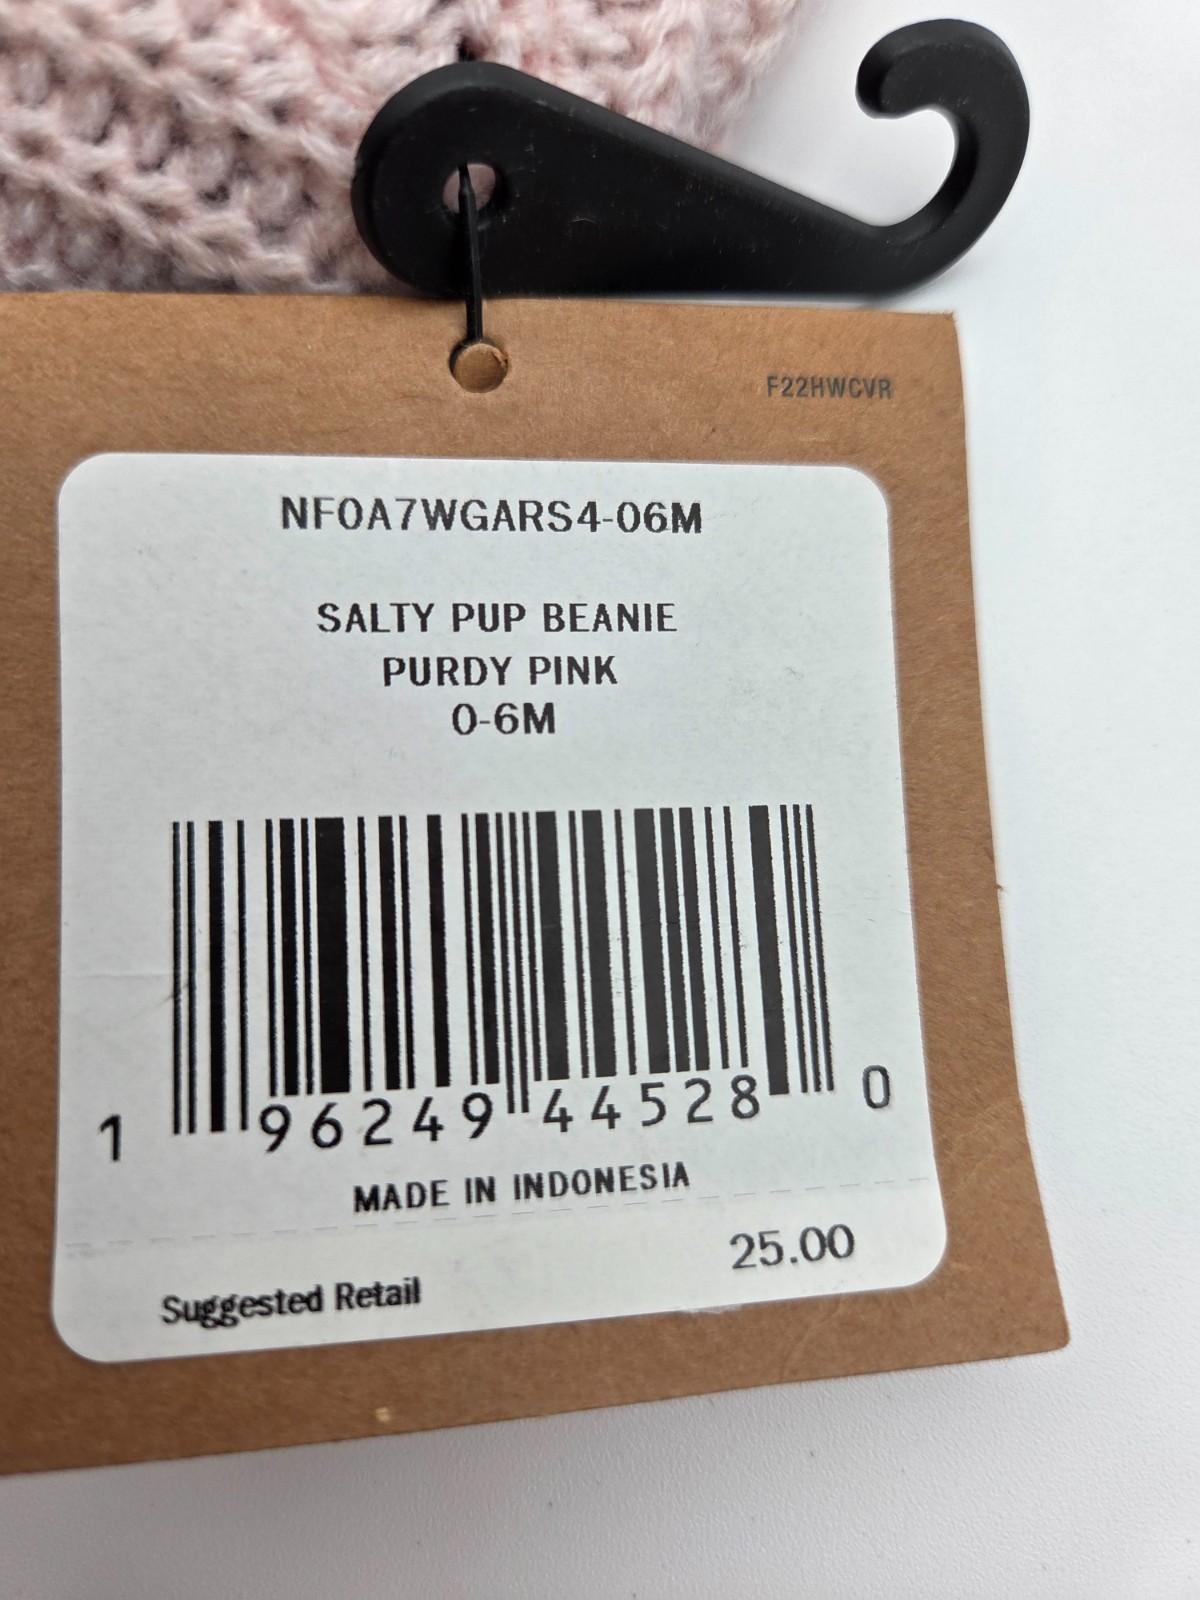 F22HWCVR
NF0A7WGARS4-06M
SALTY PUP BEANIE
PURDY PINK
0-6M
1 96249 44528 0
MADE IN INDONESIA
25.00
Suggested Retail